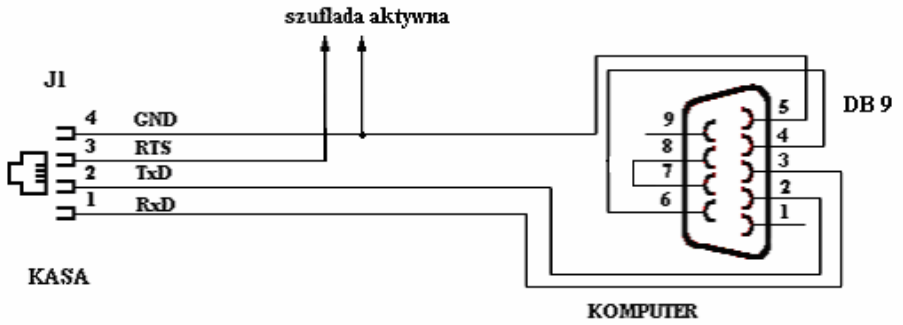 szuflada aktywna
J1
4 GND
3 RTS
2 TxD
1 RxD
KASA
DB 9
9
8
7
6
5
4
3
2
1
KOMPUTER